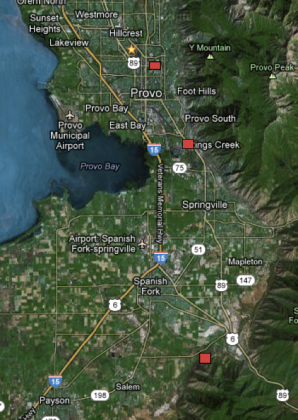 Orem North
Westmore
Sunset
Heights
Hillcrest
Lakeview
Y Mountain
89
Provo Peak
Provo
Foot Hills
Provo Bay
Provo
Municipal
Airport
East Bay
Provo South
ngs Creek
15
Provo Bay
75
Veterans Memorial Hwy
Springville
Airport: Spanish
Fork-springville
51
15
Mapleton
Spanish
Fork
89
147
6
6
15
Salem
198
Payson
89